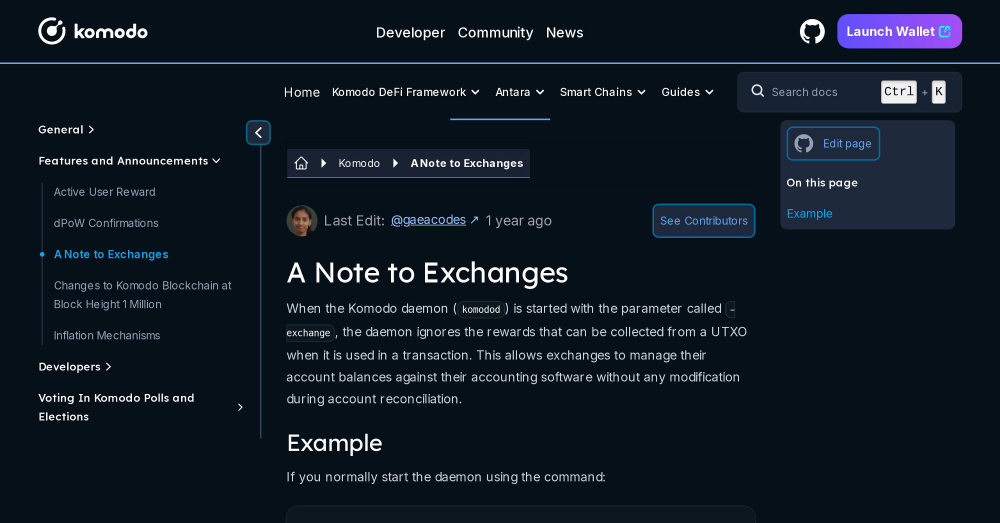 komodo
Developer Community News
Launch Wallet
Home Komodo DeFi Framework Antara Smart Chains Guides
Search docs Ctrl + K
General
Features and Announcements
Active User Reward
dPoW Confirmations
A Note to Exchanges
Changes to Komodo Blockchain at
Block Height 1 Million
Inflation Mechanisms
Developers
Voting In Komodo Polls and
Elections
Komodo A Note to Exchanges
Last Edit: @gaeacodes ↗ 1 year ago
See Contributors
A Note to Exchanges
When the Komodo daemon (komodod) is started with the parameter called -
exchange, the daemon ignores the rewards that can be collected from a UTXO
when it is used in a transaction. This allows exchanges to manage their
account balances against their accounting software without any modification
during account reconciliation.
Example
If you normally start the daemon using the command:
Edit page
On this page
Example